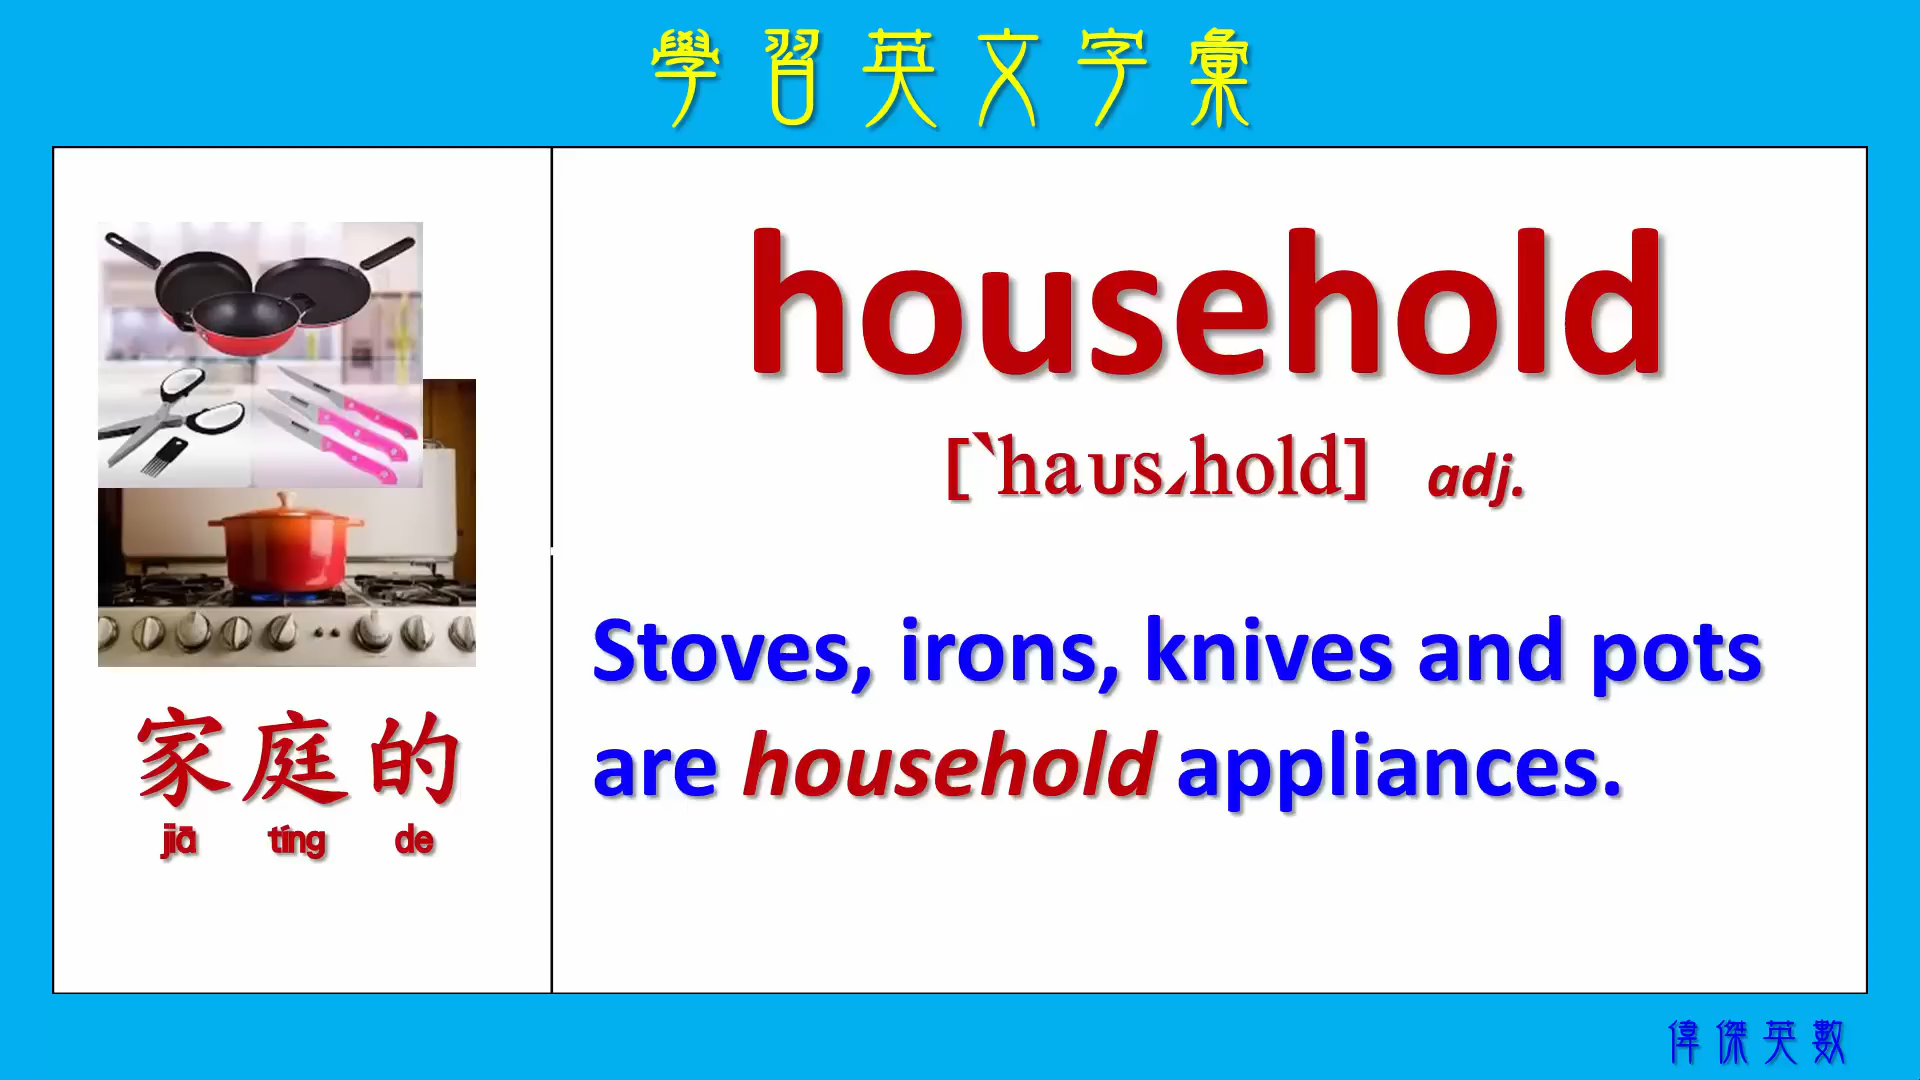 學習英文字彙
household
[ˋhaʊsˏhold] adj.
Stoves, irons, knives and pots
are household appliances.
家庭的
jiā tíng de
偉傑英數